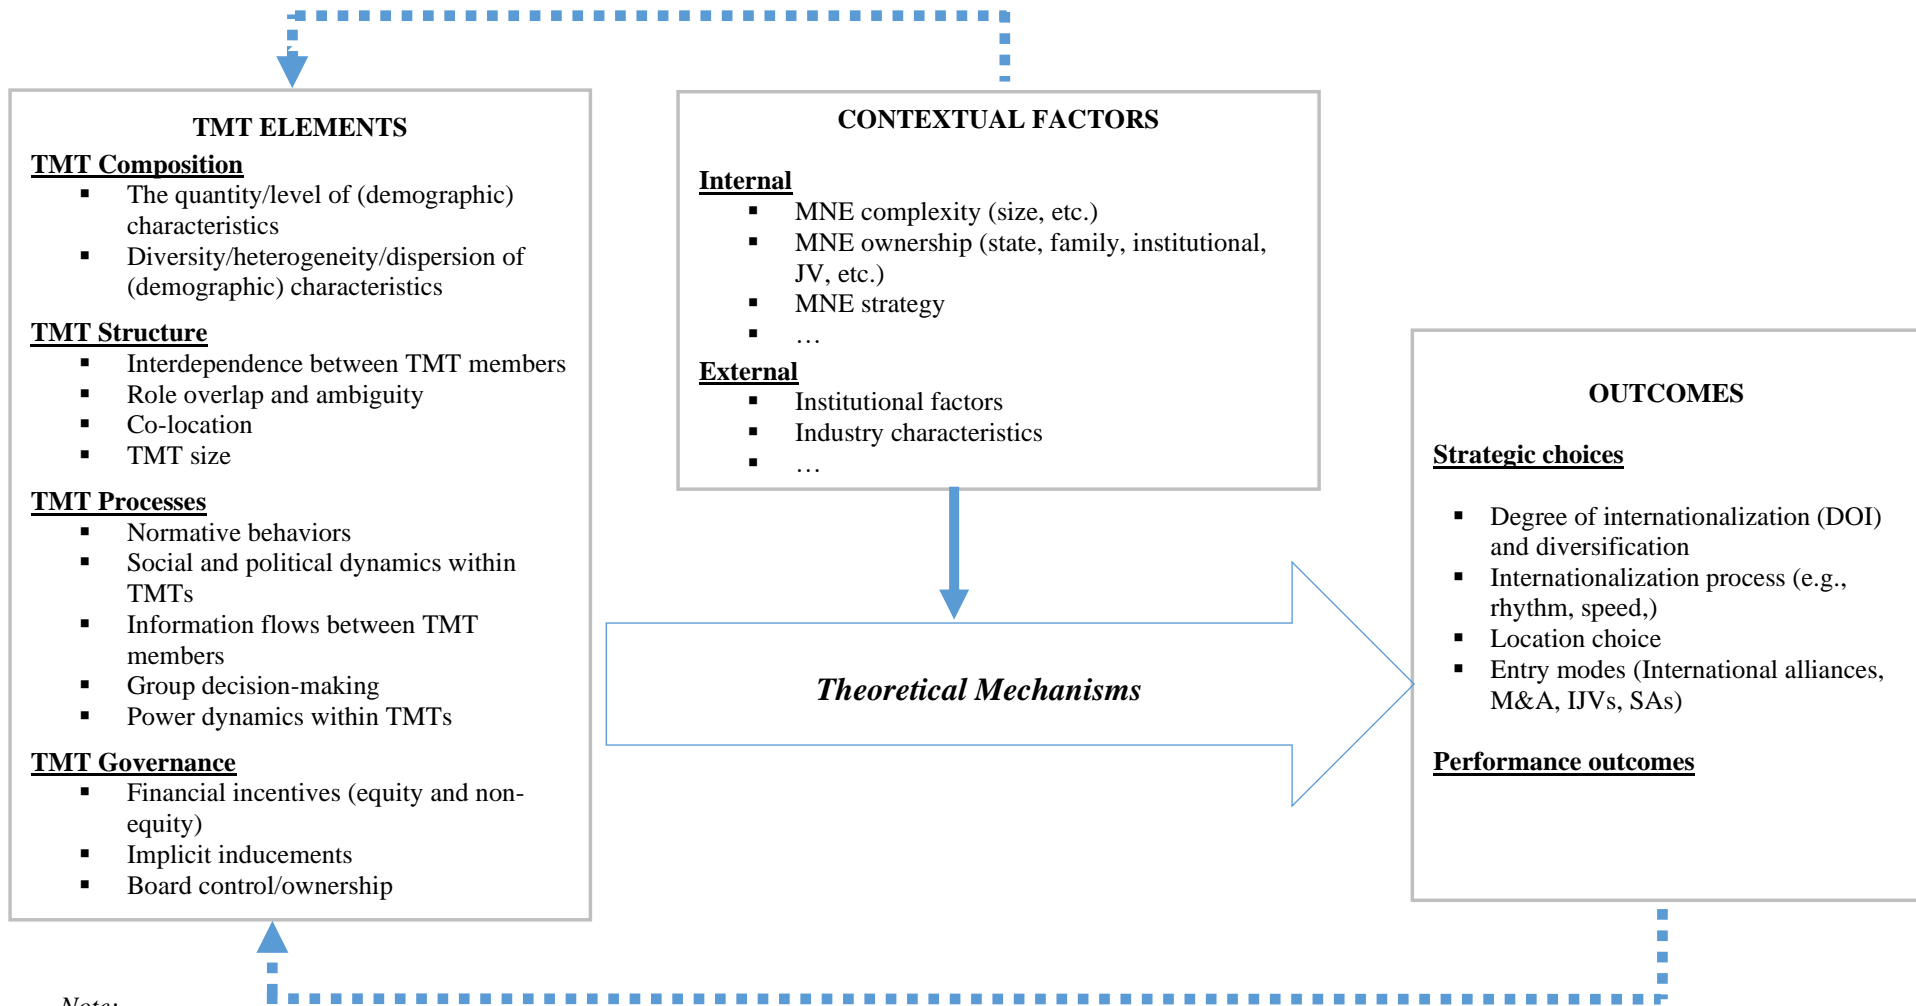 TMT ELEMENTS
TMT Composition
▪ The quantity/level of (demographic)
characteristics
▪ Diversity/heterogeneity/dispersion of
(demographic) characteristics
TMT Structure
▪ Interdependence between TMT members
▪ Role overlap and ambiguity
▪ Co-location
▪ TMT size
TMT Processes
▪ Normative behaviors
▪ Social and political dynamics within
TMTs
▪ Information flows between TMT
members
▪ Group decision-making
▪ Power dynamics within TMTs
TMT Governance
▪ Financial incentives (equity and non-
equity)
▪ Implicit inducements
▪ Board control/ownership
CONTEXTUAL FACTORS
Internal
▪ MNE complexity (size, etc.)
▪ MNE ownership (state, family, institutional,
JV, etc.)
▪ MNE strategy
▪ …
External
▪ Institutional factors
▪ Industry characteristics
▪ …
Theoretical Mechanisms
OUTCOMES
Strategic choices
▪ Degree of internationalization (DOI)
and diversification
▪ Internationalization process (e.g.,
rhythm, speed,)
▪ Location choice
▪ Entry modes (International alliances,
M&A, IJVs, SAs)
Performance outcomes
Note: